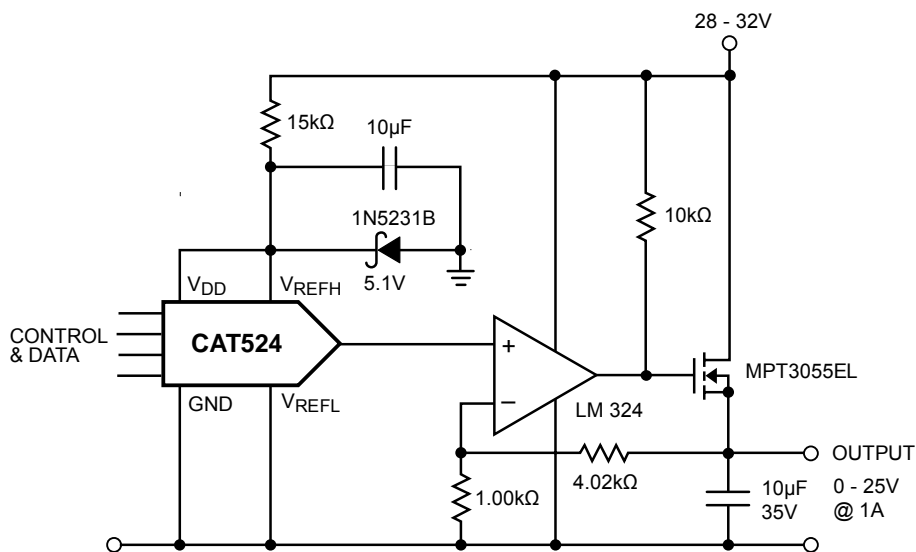 28 - 32V
15kΩ
10µF
1N5231B
5.1V
10kΩ
VDD
VREFH
CONTROL
& DATA
CAT524
GND
VREFL
+
–
LM 324
MPT3055EL
4.02kΩ
1.00kΩ
10µF
35V
OUTPUT
0 - 25V
@ 1A